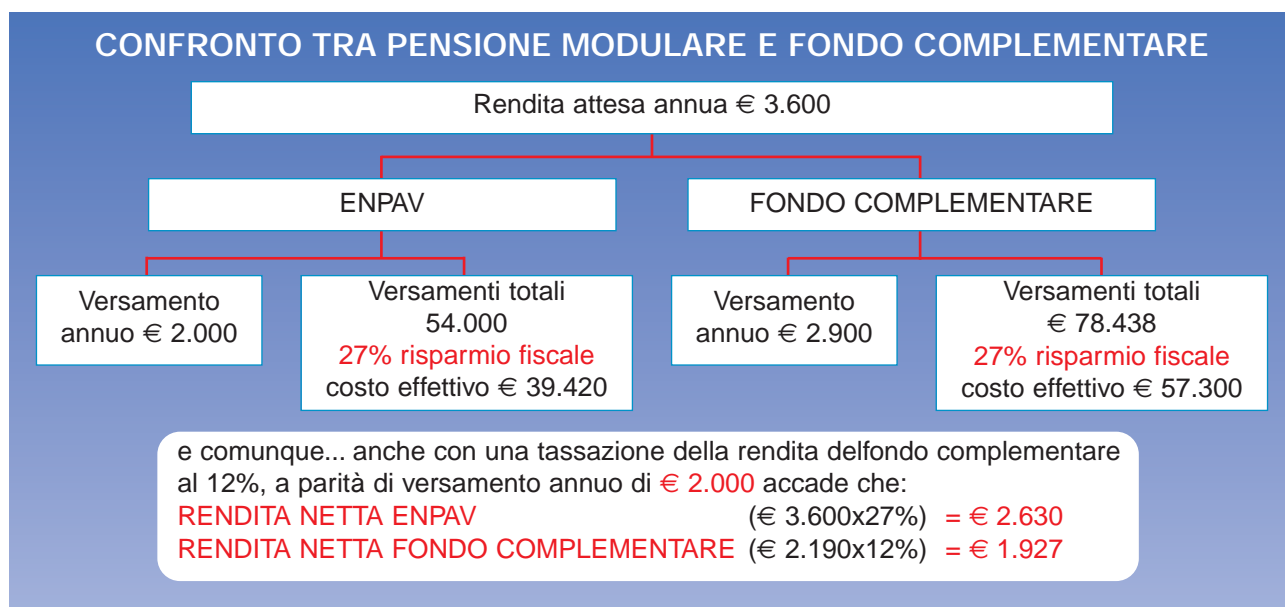 CONFRONTO TRA PENSIONE MODULARE E FONDO COMPLEMENTARE
Rendita attesa annua € 3.600
ENPAV
FONDO COMPLEMENTARE
Versamento
annuo € 2.000
Versamenti totali
54.000
27% risparmio fiscale
costo effettivo € 39.420
Versamento
annuo € 2.900
Versamenti totali
€ 78.438
27% risparmio fiscale
costo effettivo € 57.300
e comunque... anche con una tassazione della rendita delfondo complementare
al 12%, a parità di versamento annuo di € 2.000 accade che:
RENDITA NETTA ENPAV (€ 3.600x27%) = € 2.630
RENDITA NETTA FONDO COMPLEMENTARE (€ 2.190x12%) = € 1.927